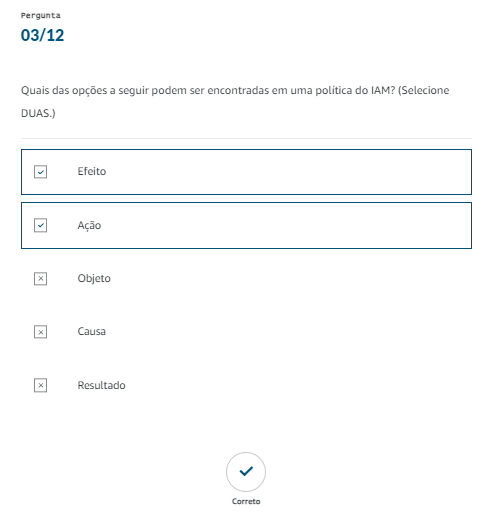 Pergunta
03/12
Quais das opções a seguir podem ser encontradas em uma política do IAM? (Selecione
DUAS.)
Efeito
Ação
Objeto
Causa
Resultado
Correto